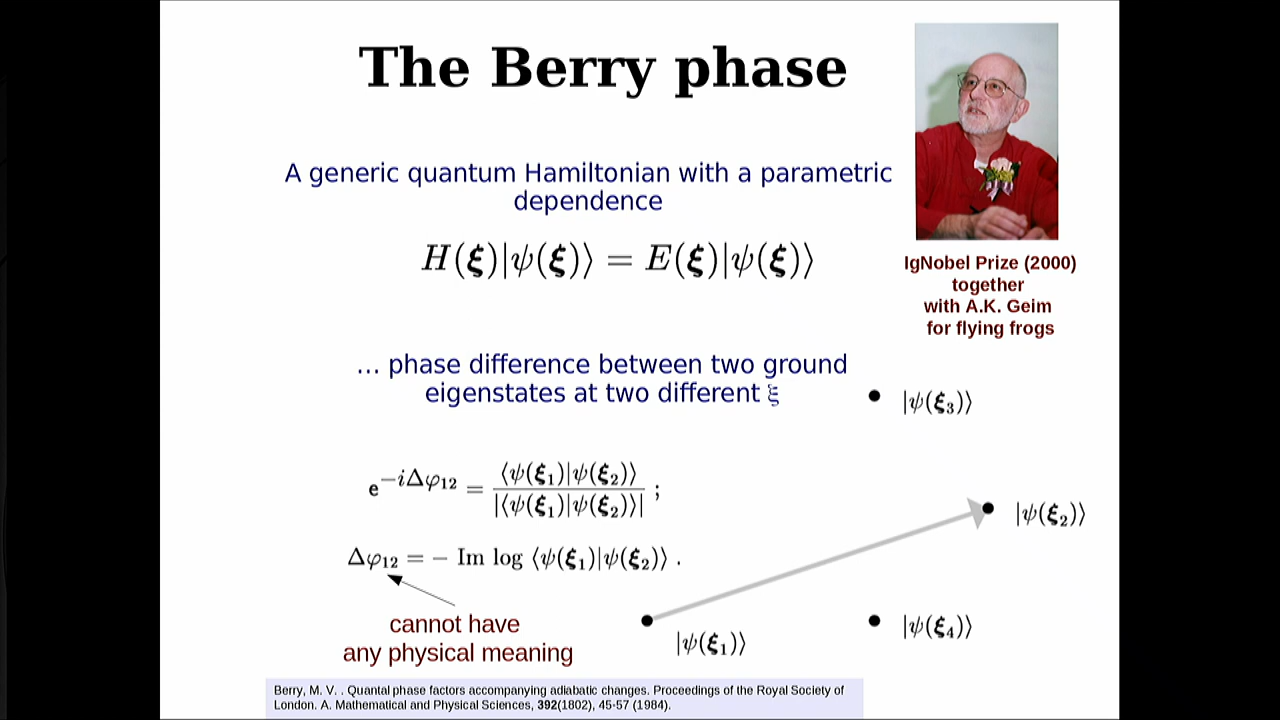 The Berry phase
A generic quantum Hamiltonian with a parametric
dependence
H(ξ)|ψ(ξ)⟩ = E(ξ)|ψ(ξ)⟩
IgNobel Prize (2000)
together
with A.K. Geim
for flying frogs
... phase difference between two ground
eigenstates at two different ξ
|ψ(ξ₃)⟩
e^{−iΔφ₁₂} = ⟨ψ(ξ₁)|ψ(ξ₂)⟩ / |⟨ψ(ξ₁)|ψ(ξ₂)⟩| ;
|ψ(ξ₂)⟩
Δφ₁₂ = − Im log ⟨ψ(ξ₁)|ψ(ξ₂)⟩ .
cannot have
any physical meaning
|ψ(ξ₁)⟩
|ψ(ξ₄)⟩
Berry, M. V. . Quantal phase factors accompanying adiabatic changes. Proceedings of the Royal Society of
London. A. Mathematical and Physical Sciences, 392(1802), 45-57 (1984).